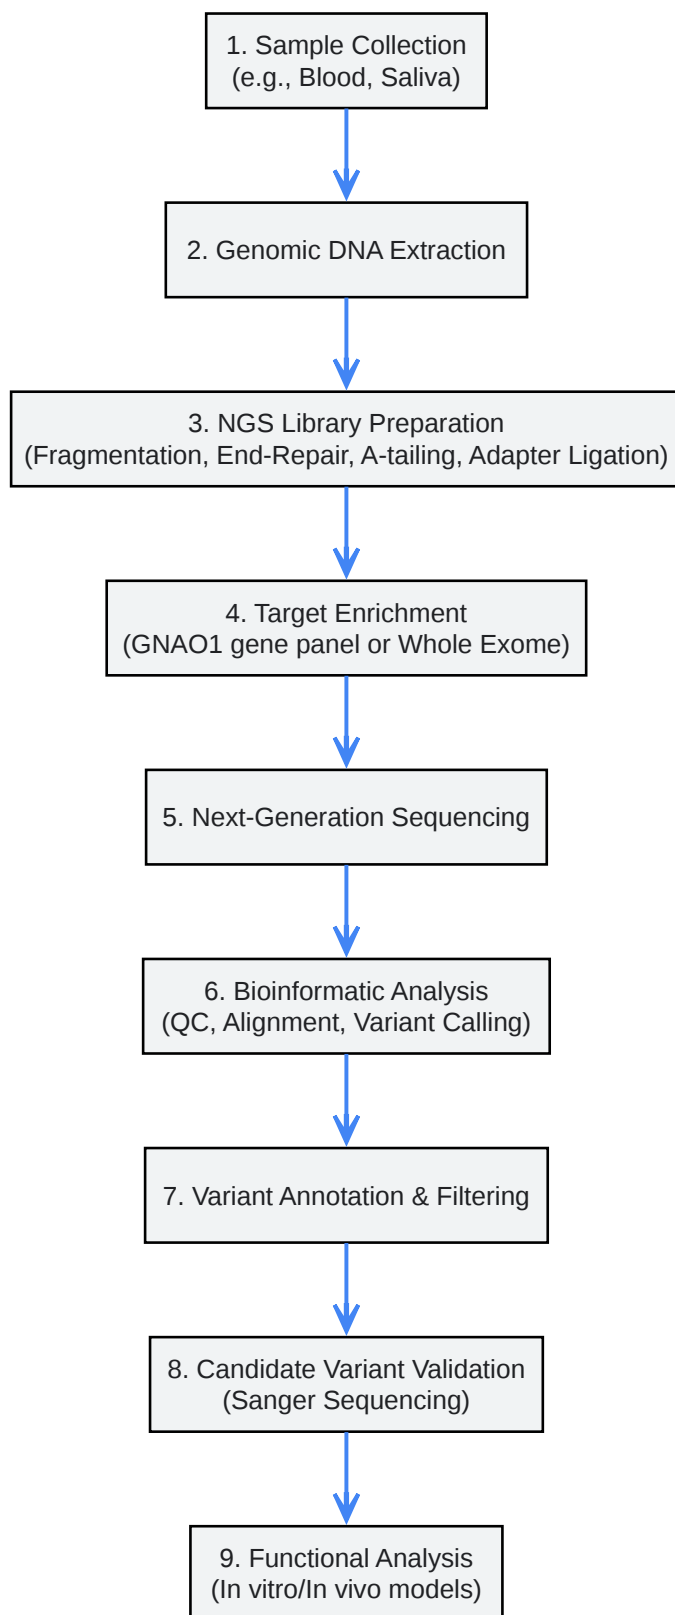 1. Sample Collection
(e.g., Blood, Saliva)
2. Genomic DNA Extraction
3. NGS Library Preparation
(Fragmentation, End-Repair, A-tailing, Adapter Ligation)
4. Target Enrichment
(GNAO1 gene panel or Whole Exome)
5. Next-Generation Sequencing
6. Bioinformatic Analysis
(QC, Alignment, Variant Calling)
7. Variant Annotation & Filtering
8. Candidate Variant Validation
(Sanger Sequencing)
9. Functional Analysis
(In vitro/In vivo models)